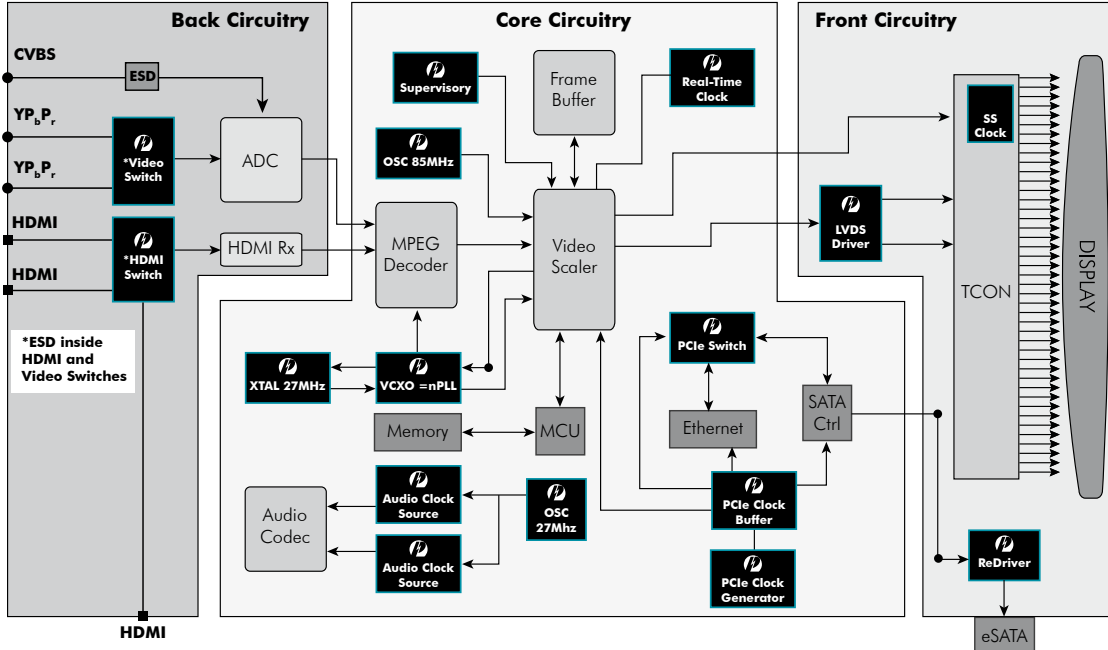 Back Circuitry
Core Circuitry
Front Circuitry
CVBS
ESD
YPbPr
YPbPr
*Video
Switch
ADC
HDMI
HDMI
*HDMI
Switch
HDMI Rx
*ESD inside
HDMI and
Video Switches
HDMI
Supervisory
Frame
Buffer
Real-Time
Clock
OSC 85MHz
MPEG
Decoder
Video
Scaler
XTAL 27MHz
VCXO =nPLL
PCIe Switch
Memory
MCU
Ethernet
SATA
Ctrl
Audio
Codec
Audio Clock
Source
Audio Clock
Source
OSC
27Mhz
PCIe Clock
Buffer
PCIe Clock
Generator
SS
Clock
LVDS
Driver
TCON
DISPLAY
ReDriver
eSATA